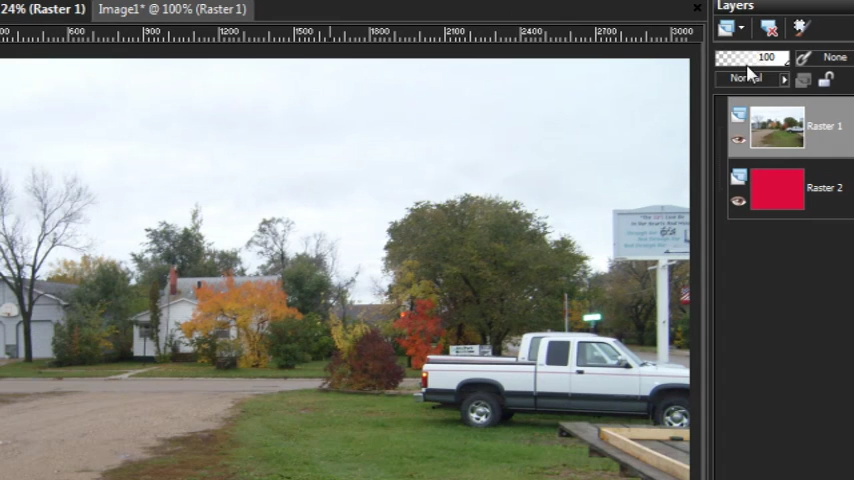 24% (Raster 1)
Image1* @ 100% (Raster 1)
Layers
00 600 900 1200 1500 1800 2100 2400 2700 3000
100
None
Normal
Raster 1
Raster 2